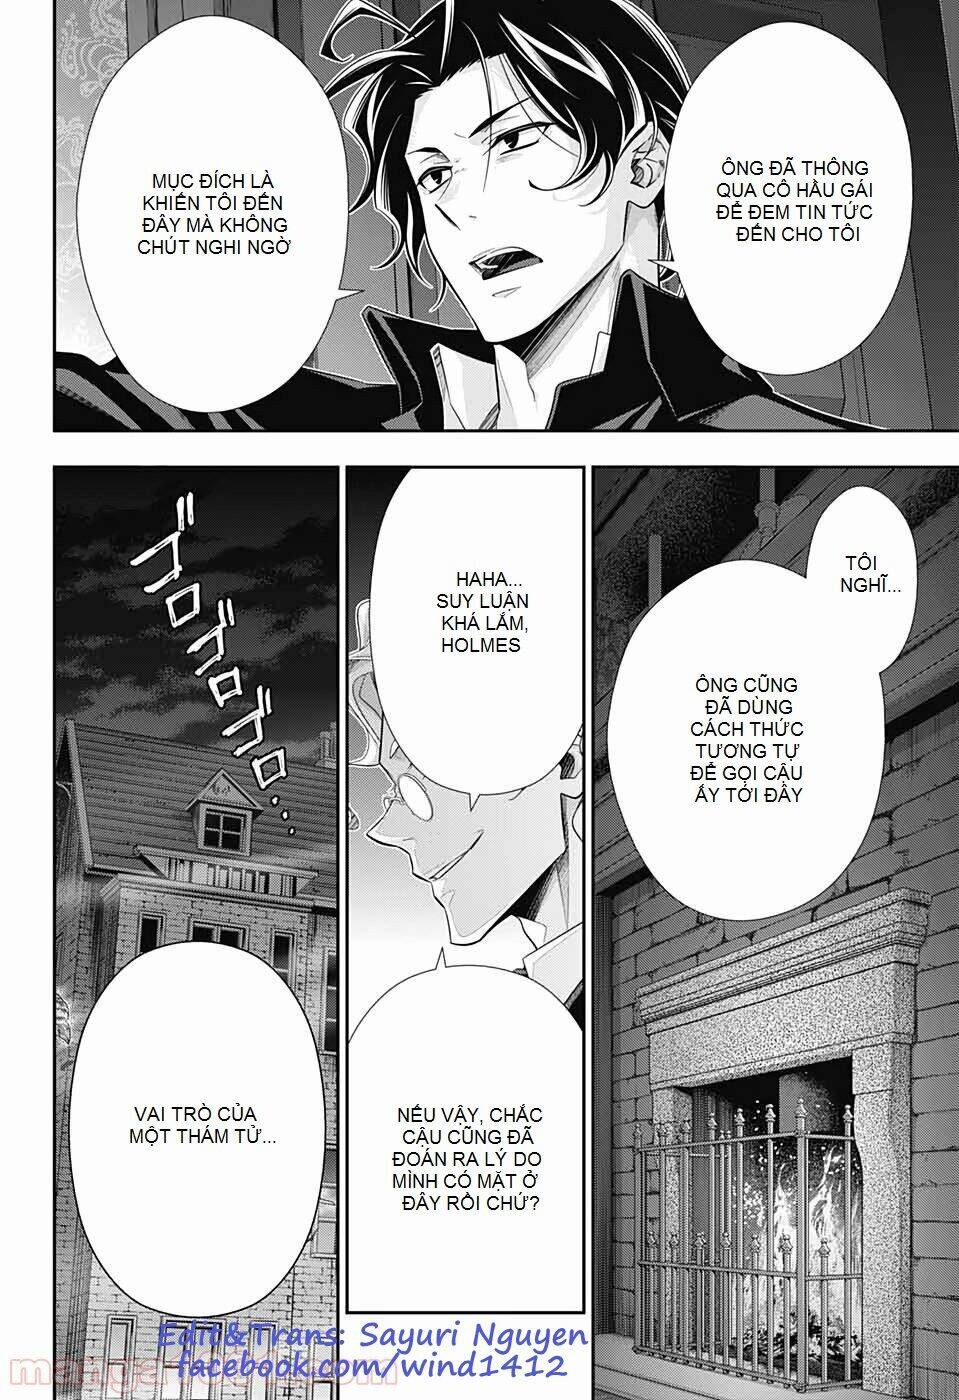 ÔNG ĐÃ THÔNG
QUA CÔ HẦU GÁI
ĐỂ ĐEM TIN TỨC
ĐẾN CHO TÔI
MỤC ĐÍCH LÀ
KHIẾN TÔI ĐẾN
ĐÂY MÀ KHÔNG
CHÚT NGHI NGỜ
TÔI
NGHĨ...
ÔNG CŨNG
ĐÃ DÙNG
CÁCH THỨC
TƯƠNG TỰ
ĐỂ GỌI CẬU
ẤY TỚI ĐÂY
HAHA...
SUY LUẬN
KHÁ LẮM,
HOLMES
NẾU VẬY, CHẮC
CẬU CŨNG ĐÃ
ĐOÁN RA LÝ DO
MÌNH CÓ MẶT Ở
ĐÂY RỒI CHỨ?
ゴロゴロゴロ...
VAI TRÒ CỦA
MỘT THÁM TỬ...
Edit&Trans: Sayuri Nguyen
facebook.com/wind1412